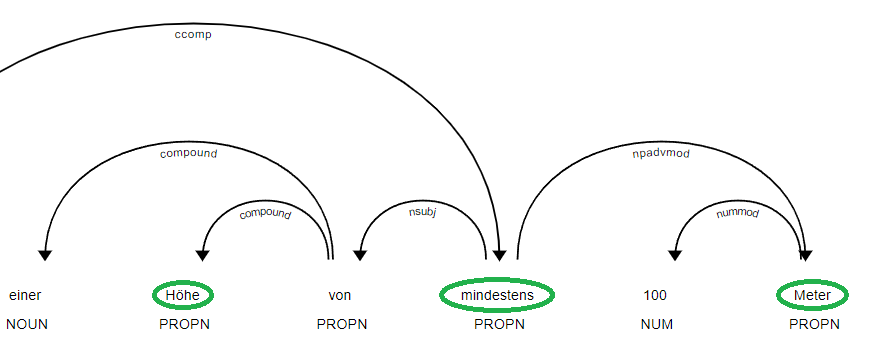 ccomp
compound
npadvmod
compound
nsubj
nummod
einer Höhe von mindestens 100 Meter
NOUN PROPN PROPN PROPN NUM PROPN